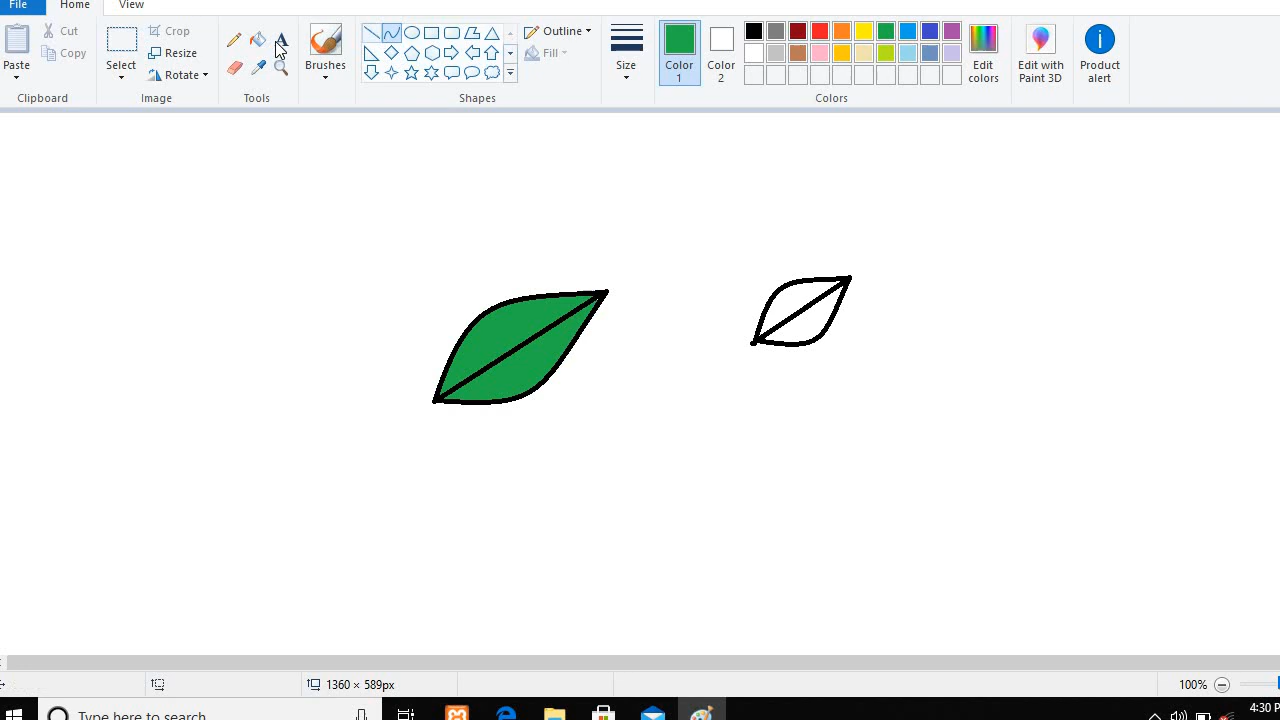 File Home View
Paste
Cut
Copy
Clipboard
Select
Crop
Resize
Rotate
Image
Tools
A
Brushes
Shapes
Outline
Fill
Size
Color
1
Color
2
Edit
colors
Colors
Edit with
Paint 3D
Product
alert
1360 × 589px
100%
Type here to search
4:30 P